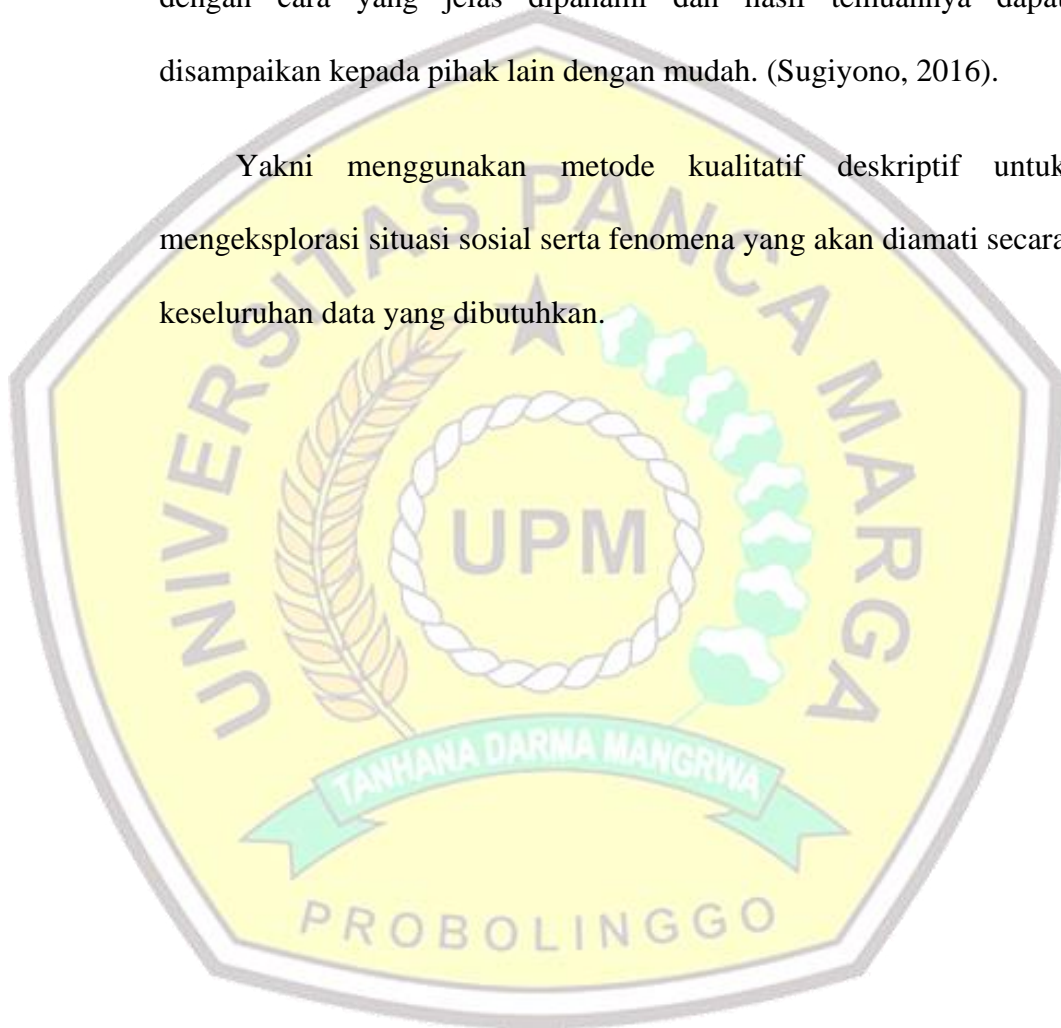 dengan cara yang jelas dipahami dan hasil temuannya dapat
disampaikan kepada pihak lain dengan mudah. (Sugiyono, 2016).
Yakni menggunakan metode kualitatif deskriptif untuk
mengeksplorasi situasi sosial serta fenomena yang akan diamati secara
keseluruhan data yang dibutuhkan.
UNIVERSITAS PANCA MARGA
UPM
TANHANA DARMA MANGRWA
PROBOLINGGO